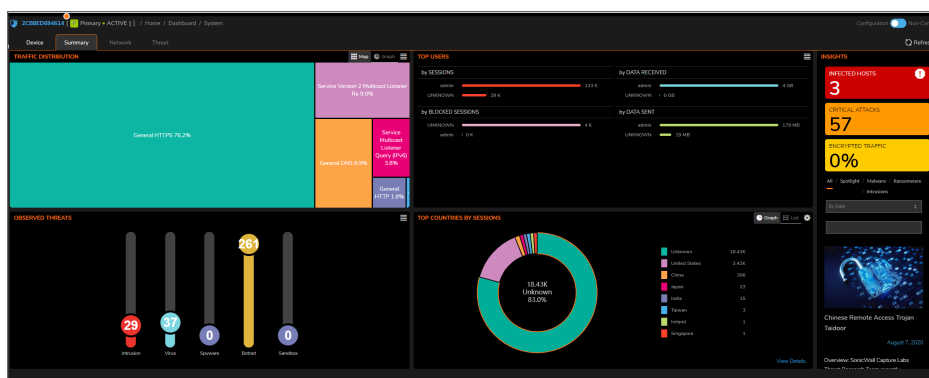 2CB8ED694614 | Primary • ACTIVE | | / Home / Dashboard / System
Configuration Non-Con
Device Summary Network Threat
Refre
TRAFFIC DISTRIBUTION
Map Graph
General HTTPS 76.2%
Service Version 2 Multicast Listener
Re 9.0%
General DNS 8.9%
Service
Multicast
Listener
Query (IPv6)
3.8%
General
HTTP 1.8%
TOP USERS
by SESSIONS
admin 133 K
UNKNOWN 28 K
by DATA RECEIVED
admin 4 GB
UNKNOWN 0 GB
by BLOCKED SESSIONS
UNKNOWN 4 K
admin 0 K
by DATA SENT
admin 179 MB
UNKNOWN 19 MB
INSIGHTS
INFECTED HOSTS
3
CRITICAL ATTACKS
57
ENCRYPTED TRAFFIC
0%
All / Spotlight / Malware / Ransomware
/ Intrusions
By Date
Chinese Remote Access Trojan
Taidoor
August 7, 2020
Overview: SonicWall Capture Labs
OBSERVED THREATS
29
Intrusion
37
Virus
0
Spyware
261
Botnet
0
Sandbox
TOP COUNTRIES BY SESSIONS
Graph List
18.43K
Unknown
83.0%
Unknown 18.43K
United States 3.42K
China 306
Japan 23
India 15
Taiwan 3
Ireland 1
Singapore 1
View Details...